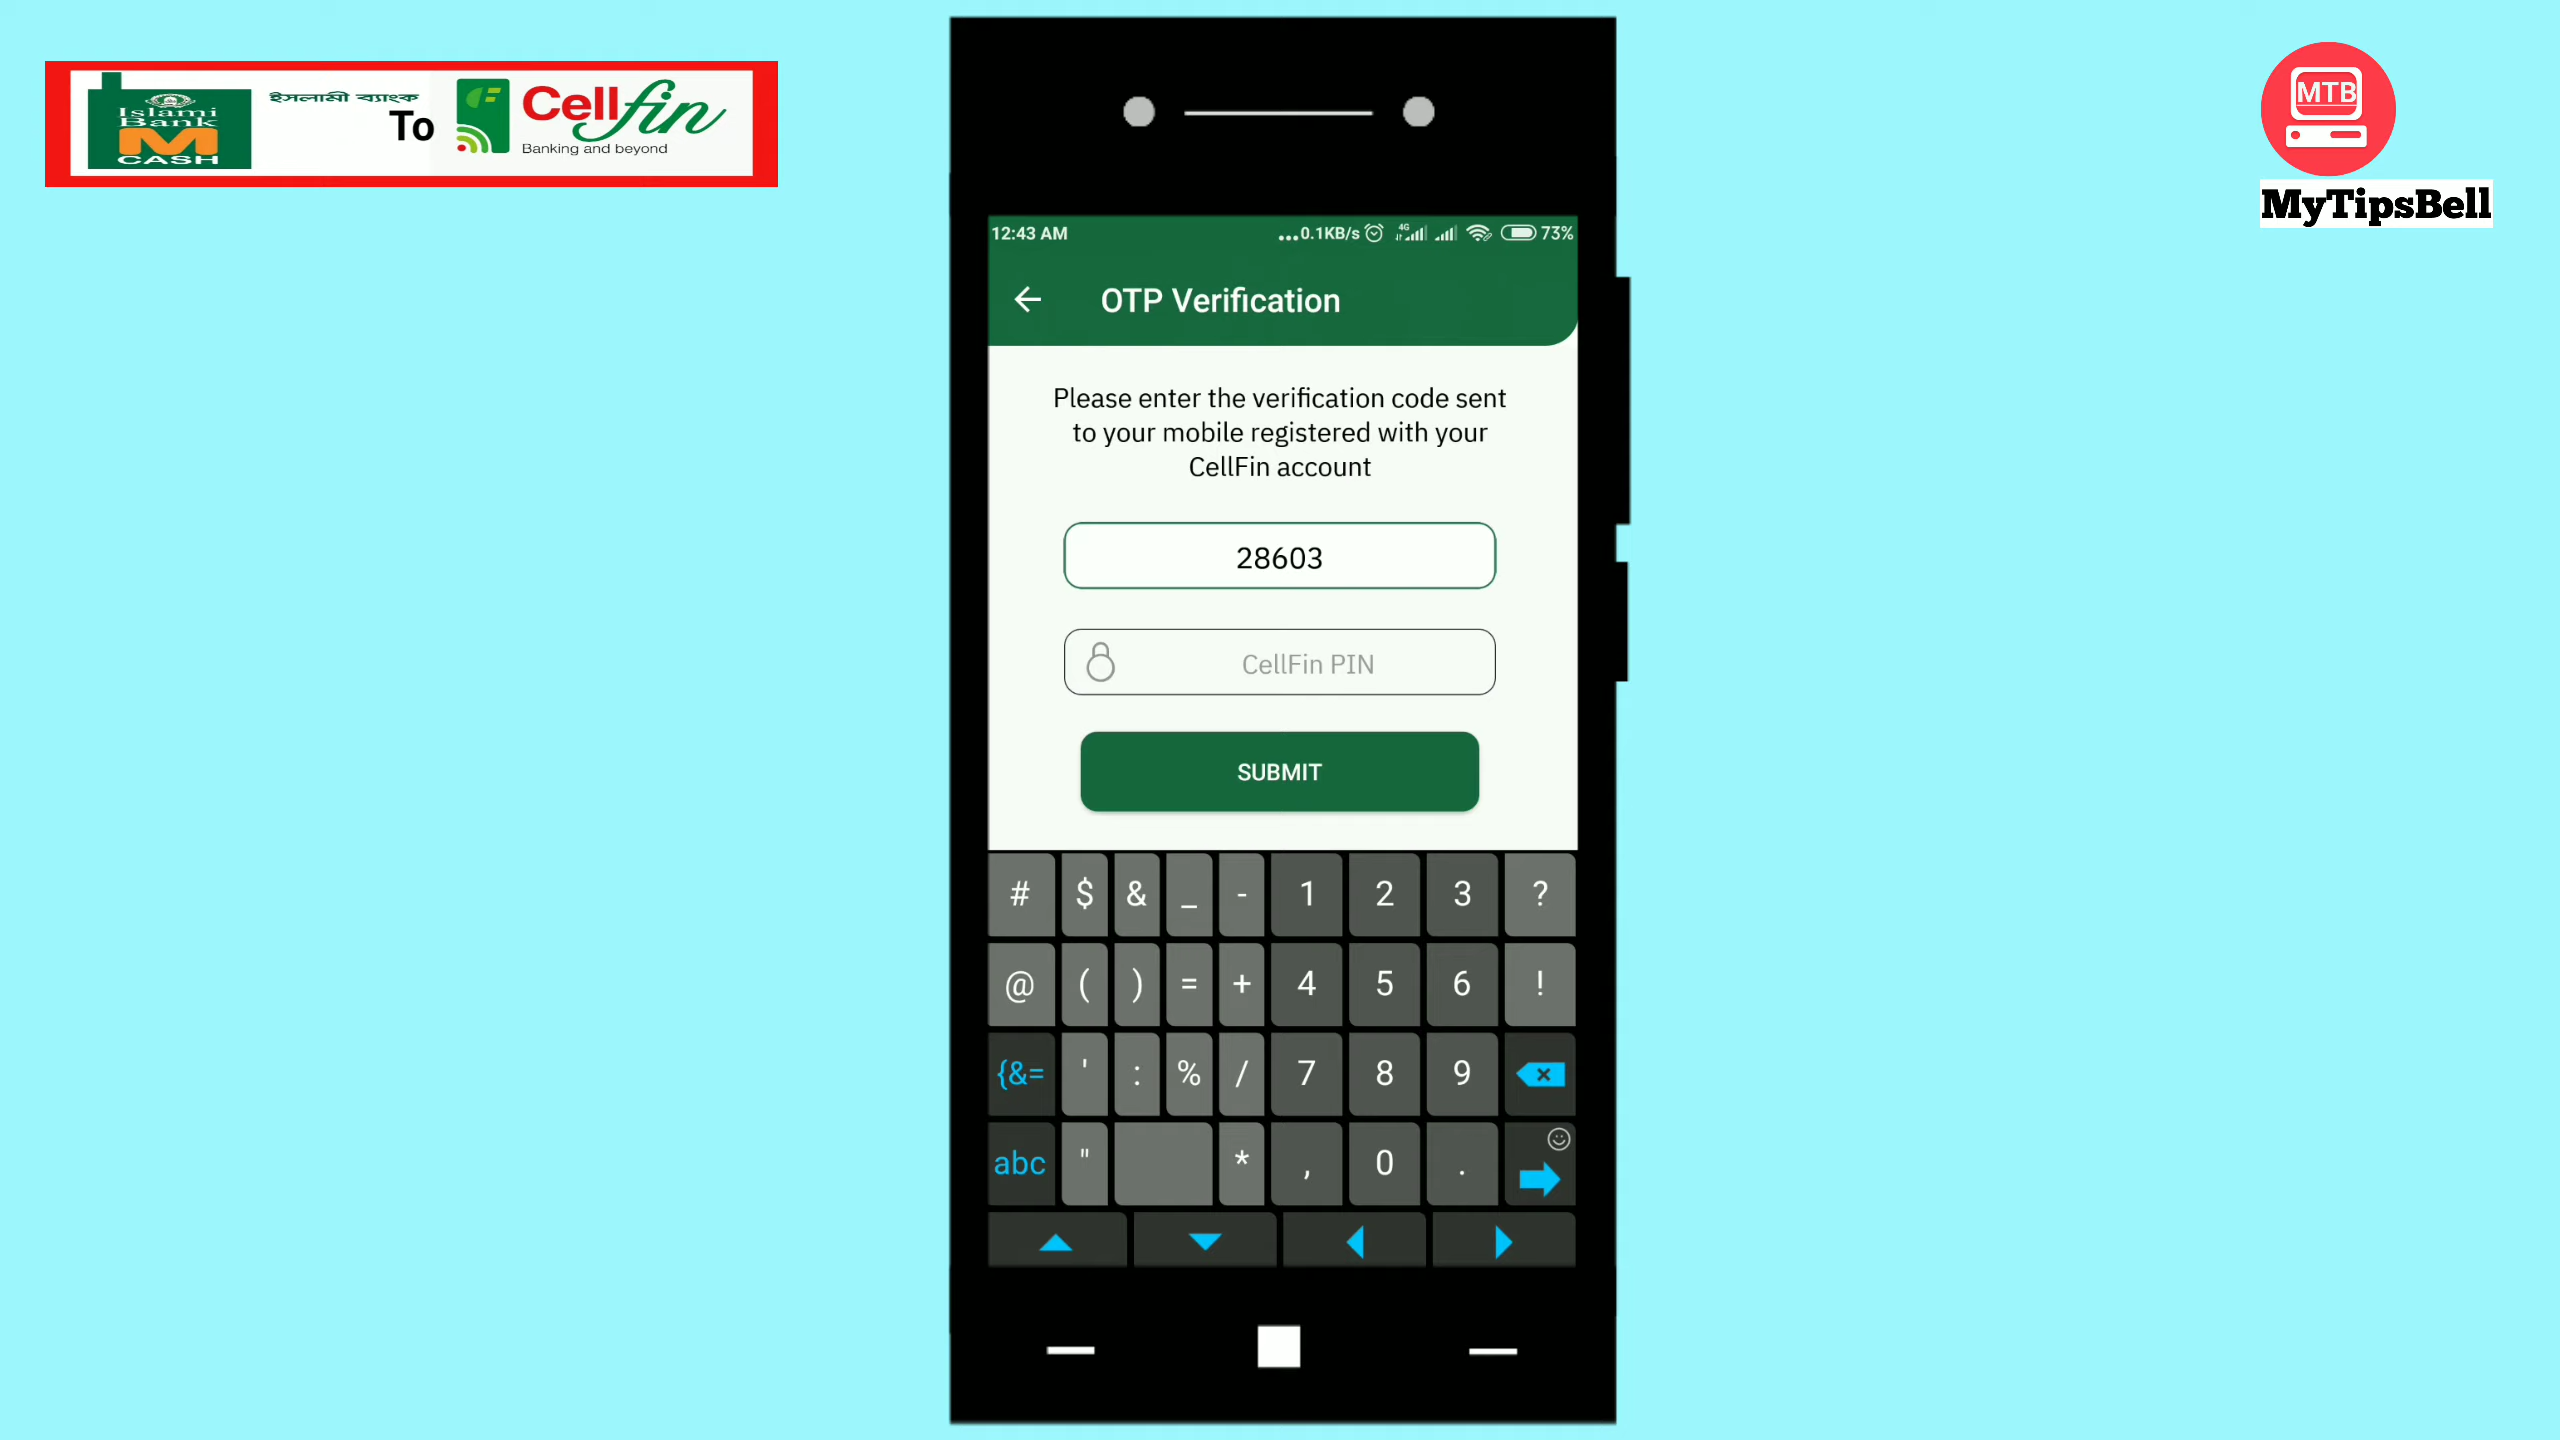 Islami
Bank
M
CASH
ইসলামী ব্যাংক
To
CellFin
Banking and beyond
MTB
MyTipsBell
12:43 AM
...0.1KB/s 4G 73%
OTP Verification
Please enter the verification code sent
to your mobile registered with your
CellFin account
28603
CellFin PIN
SUBMIT
# $ & _ - 1 2 3 ?
@ ( ) = + 4 5 6 !
{&= ' : % / 7 8 9
abc " * , 0 .